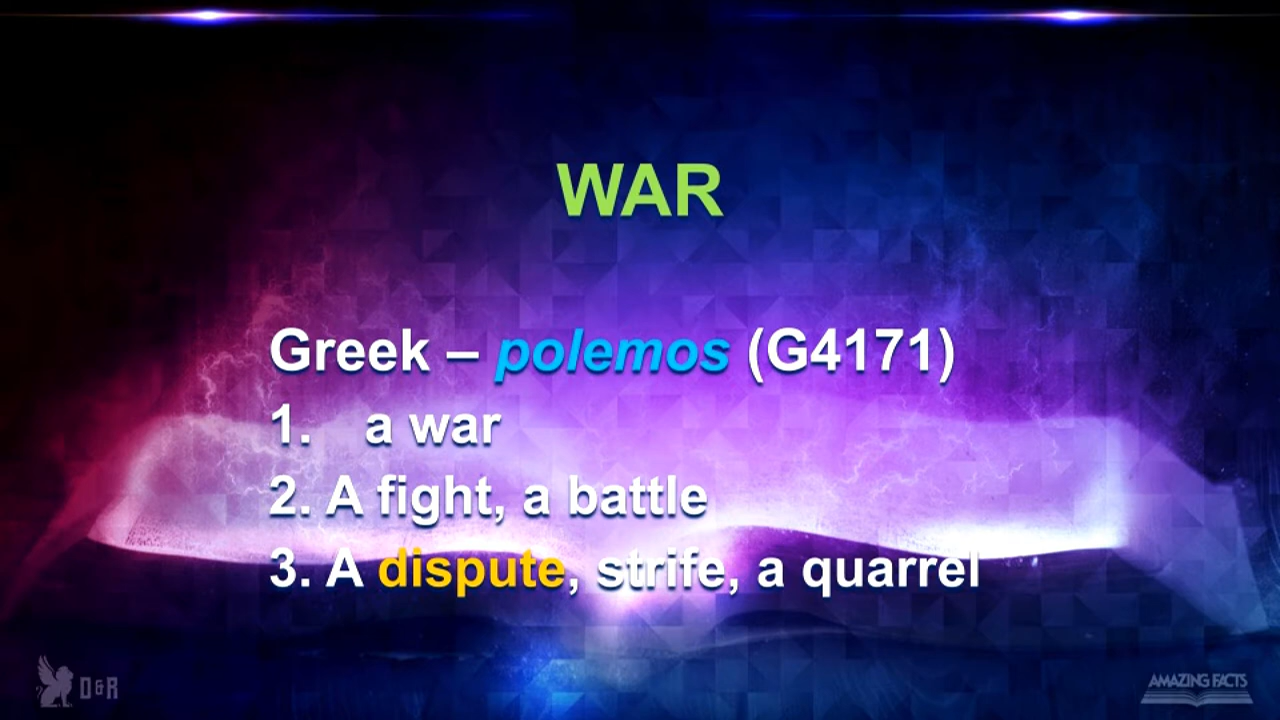 WAR
Greek – polemos (G4171)
1. a war
2. A fight, a battle
3. A dispute, strife, a quarrel
D&R
AMAZING FACTS